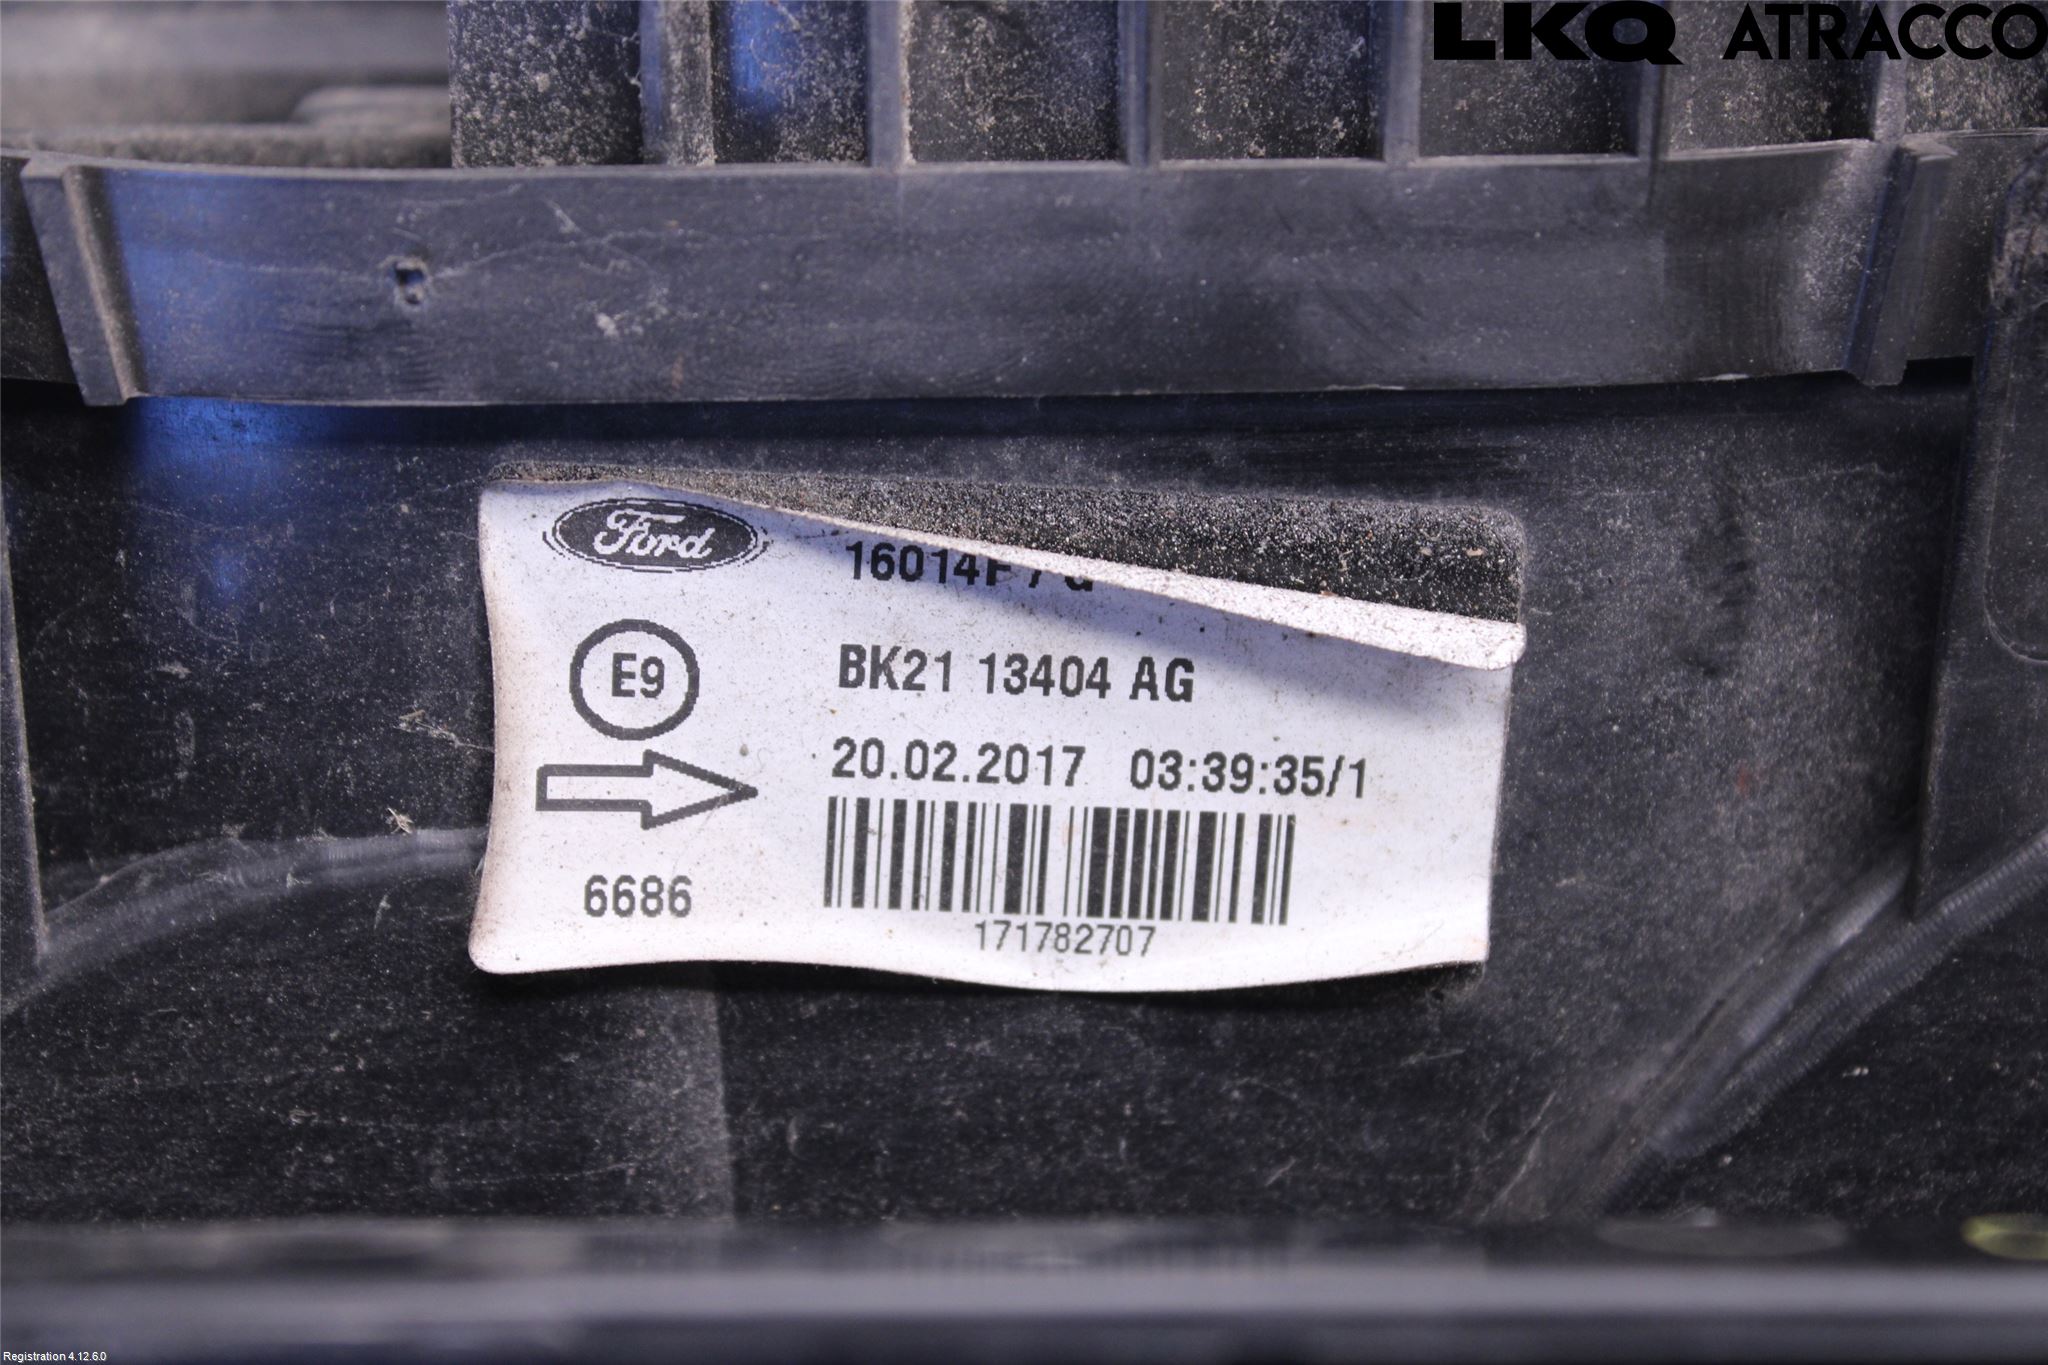 LKQ ATRACCO
Ford
16014F / G
E9
BK21 13404 AG
20.02.2017 03:39:35/1
6686
171782707
Registration 4.12.6.0